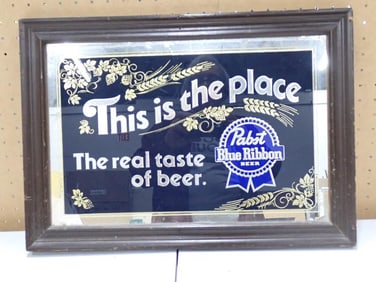 This is the place
The real taste
of beer.
Pabst
Blue Ribbon
BEER